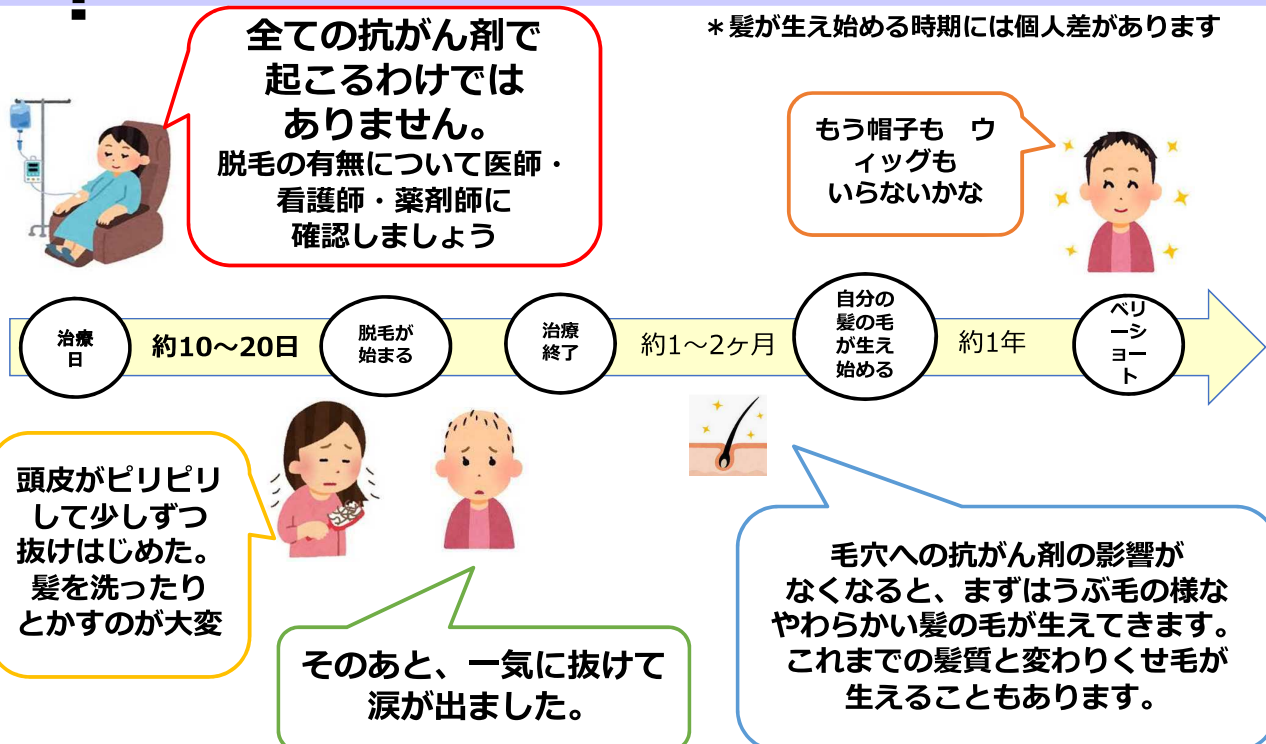 ＊髪が生え始める時期には個人差があります
全ての抗がん剤で
起こるわけでは
ありません。
脱毛の有無について医師・
看護師・薬剤師に
確認しましょう
もう帽子も　ウ
ィッグも
いらないかな
治療
日
約10～20日
脱毛が
始まる
治療
終了
約1～2ヶ月
自分の
髪の毛
が生え
始める
約1年
ベリ
ーシ
ョー
ト
頭皮がピリピリ
して少しずつ
抜けはじめた。
髪を洗ったり
とかすのが大変
そのあと、一気に抜けて
涙が出ました。
毛穴への抗がん剤の影響が
なくなると、まずはうぶ毛の様な
やわらかい髪の毛が生えてきます。
これまでの髪質と変わりくせ毛が
生えることもあります。